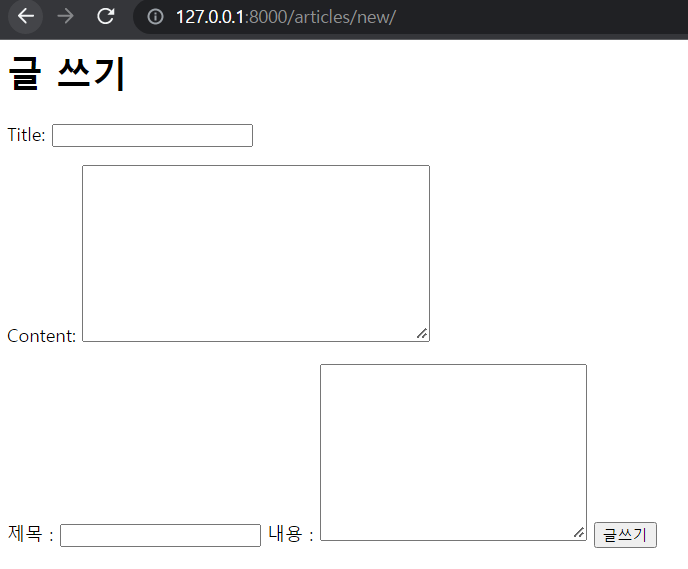 127.0.0.1:8000/articles/new/
글 쓰기
Title:
Content:
제목 : 내용 : 글쓰기